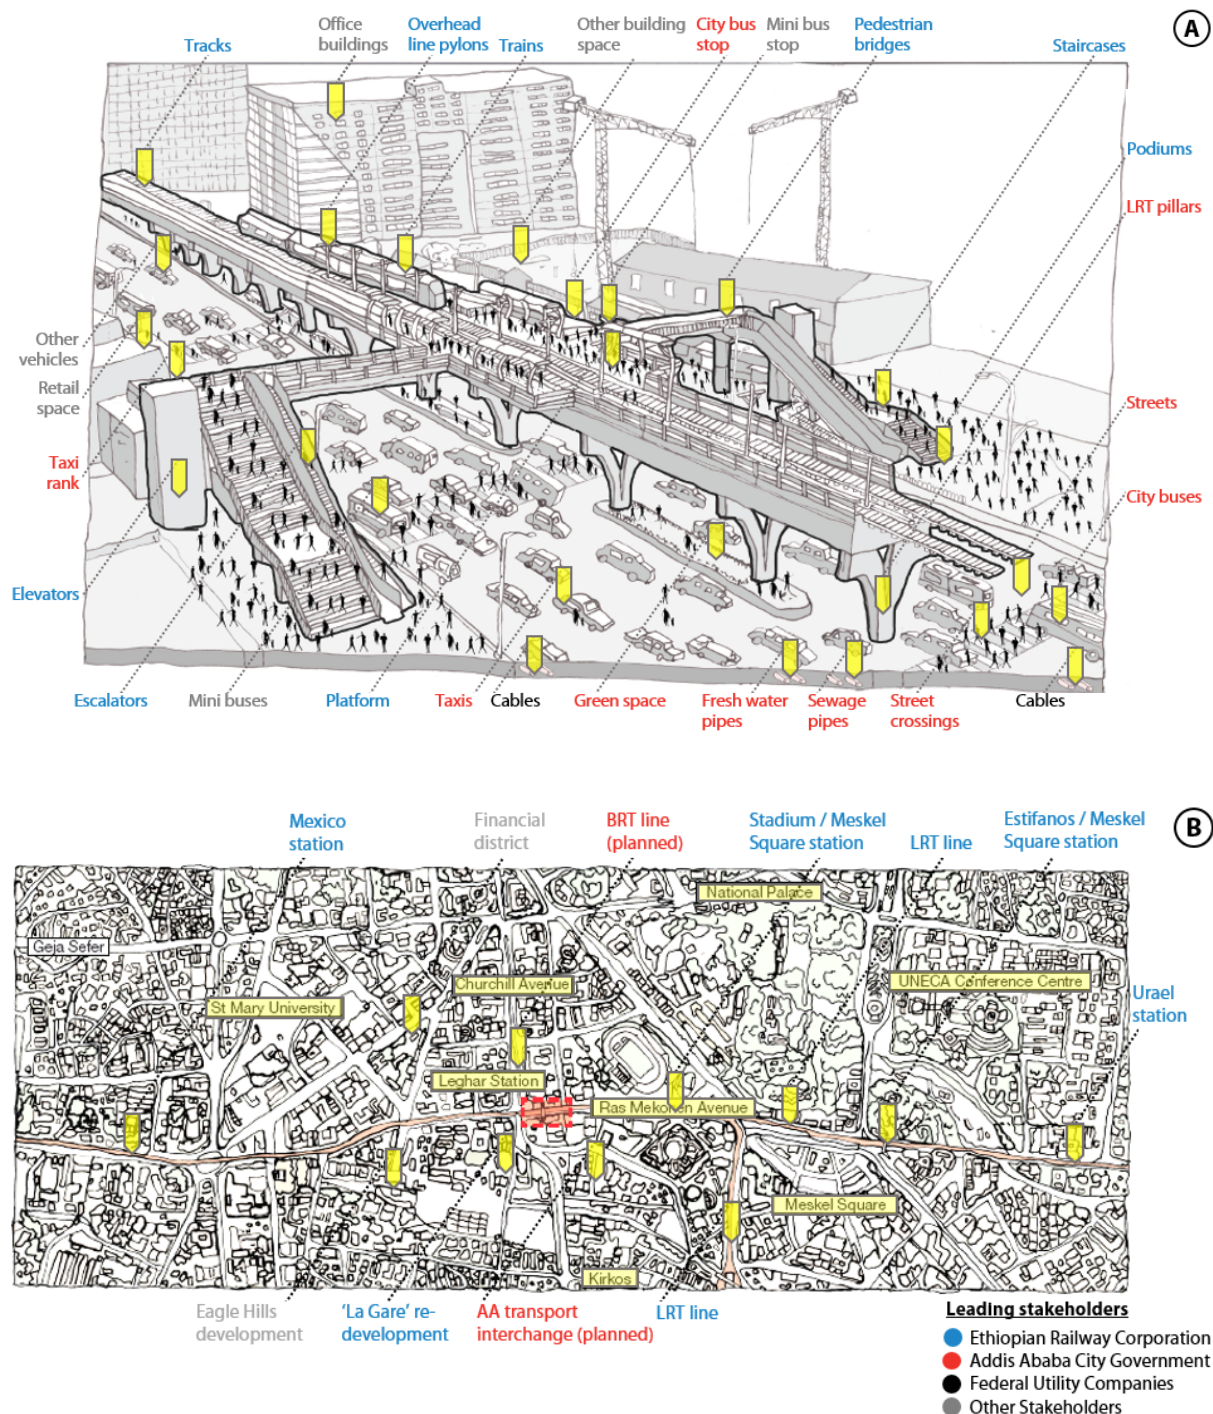 A
Office
buildings
Overhead
line pylons
Other building
space
City bus
stop
Mini bus
stop
Pedestrian
bridges
Tracks
Trains
Staircases
Podiums
LRT pillars
Other
vehicles
Retail
space
Streets
Taxi
rank
City buses
Elevators
Escalators
Mini buses
Platform
Taxis
Cables
Green space
Fresh water
pipes
Sewage
pipes
Street
crossings
Cables
B
Mexico
station
Financial
district
BRT line
(planned)
Stadium / Meskel
Square station
LRT line
Estifanos / Meskel
Square station
National Palace
Geja Sefer
Churchill Avenue
UNECA Conference Centre
St Mary University
Urael
station
Leghar Station
Ras Mekonen Avenue
Meskel Square
Kirkos
Eagle Hills
development
‘La Gare’ re-
development
AA transport
interchange (planned)
LRT line
Leading stakeholders
Ethiopian Railway Corporation
Addis Ababa City Government
Federal Utility Companies
Other Stakeholders